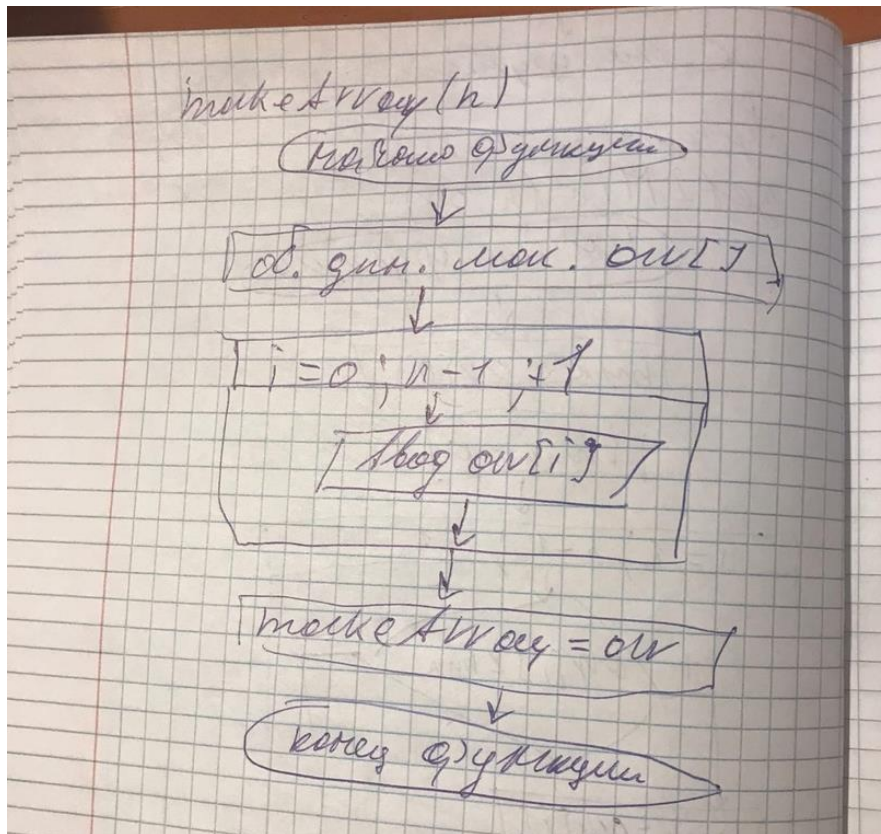 makeArray(n)
начало функции
об. дин. мас. arr[]
i=0; n-1; +1
Ввод arr[i]
makeArray = arr
конец функции